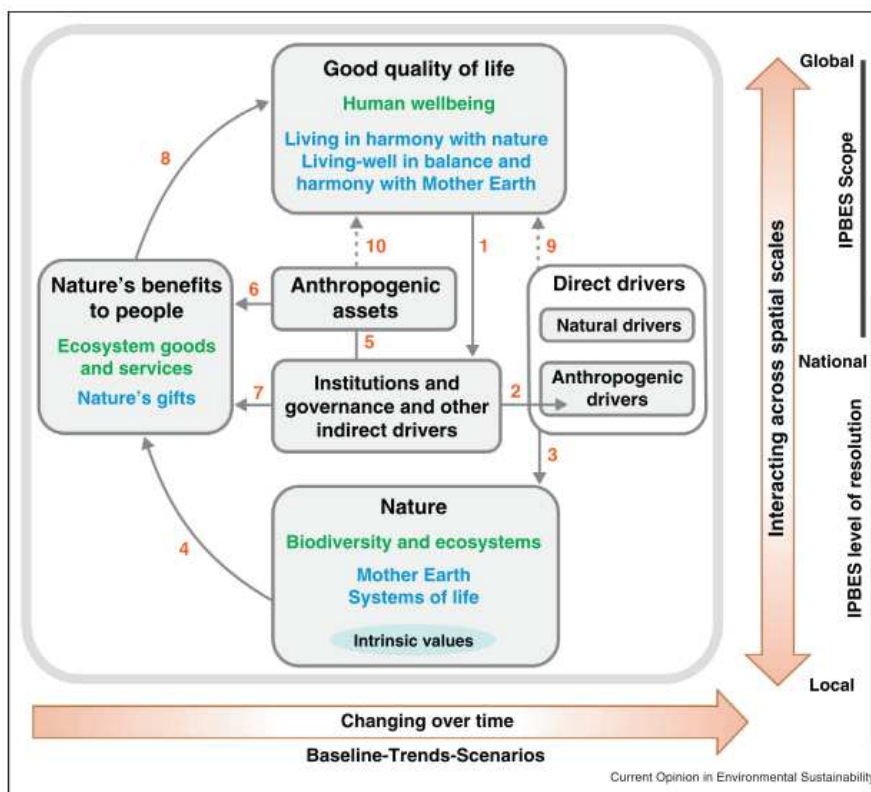 Good quality of life
Human wellbeing
Living in harmony with nature
Living-well in balance and
harmony with Mother Earth
8
10
1
9
Nature's benefits
to people
Ecosystem goods
and services
Nature's gifts
6
Anthropogenic
assets
5
7
Institutions and
governance and other
indirect drivers
2
Direct drivers
Natural drivers
Anthropogenic
drivers
3
4
Nature
Biodiversity and ecosystems
Mother Earth
Systems of life
Intrinsic values
Interacting across spatial scales
Global
IPBES Scope
National
IPBES level of resolution
Local
Changing over time
Baseline-Trends-Scenarios
Current Opinion in Environmental Sustainability